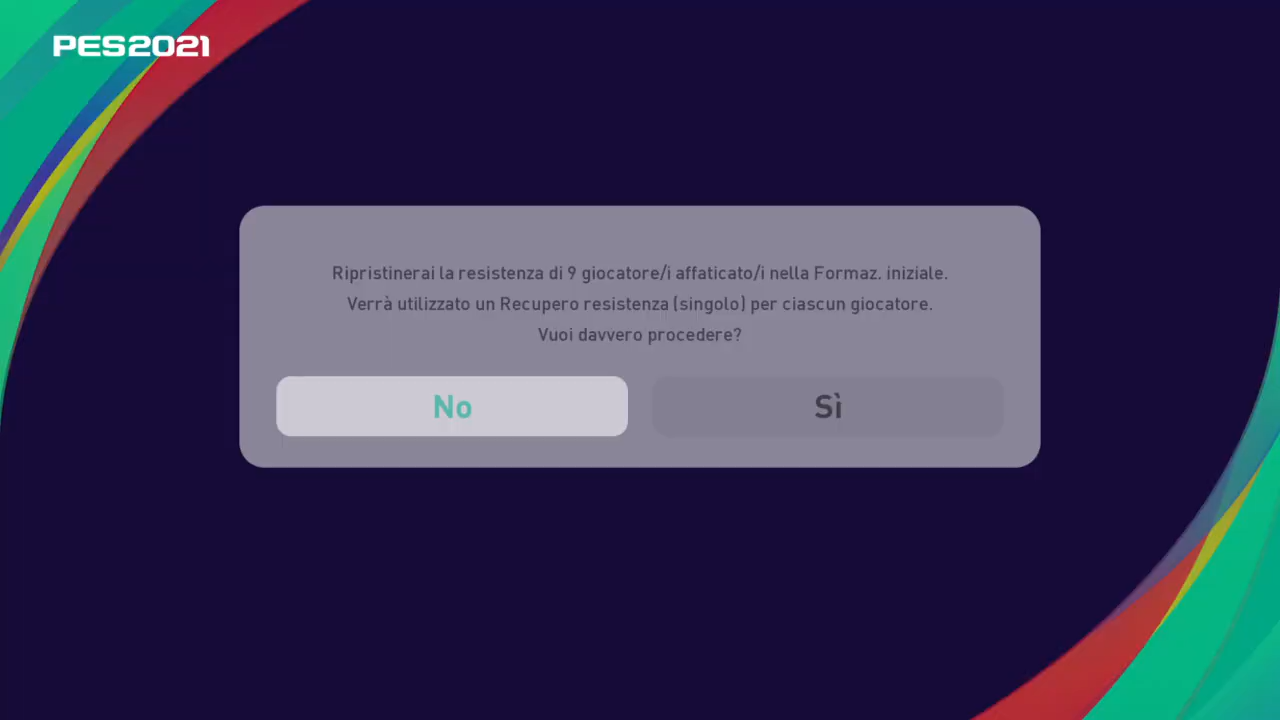 PES2021
Ripristinerai la resistenza di 9 giocatore/i affaticato/i nella Formaz. iniziale.
Verrà utilizzato un Recupero resistenza (singolo) per ciascun giocatore.
Vuoi davvero procedere?
No
Sì